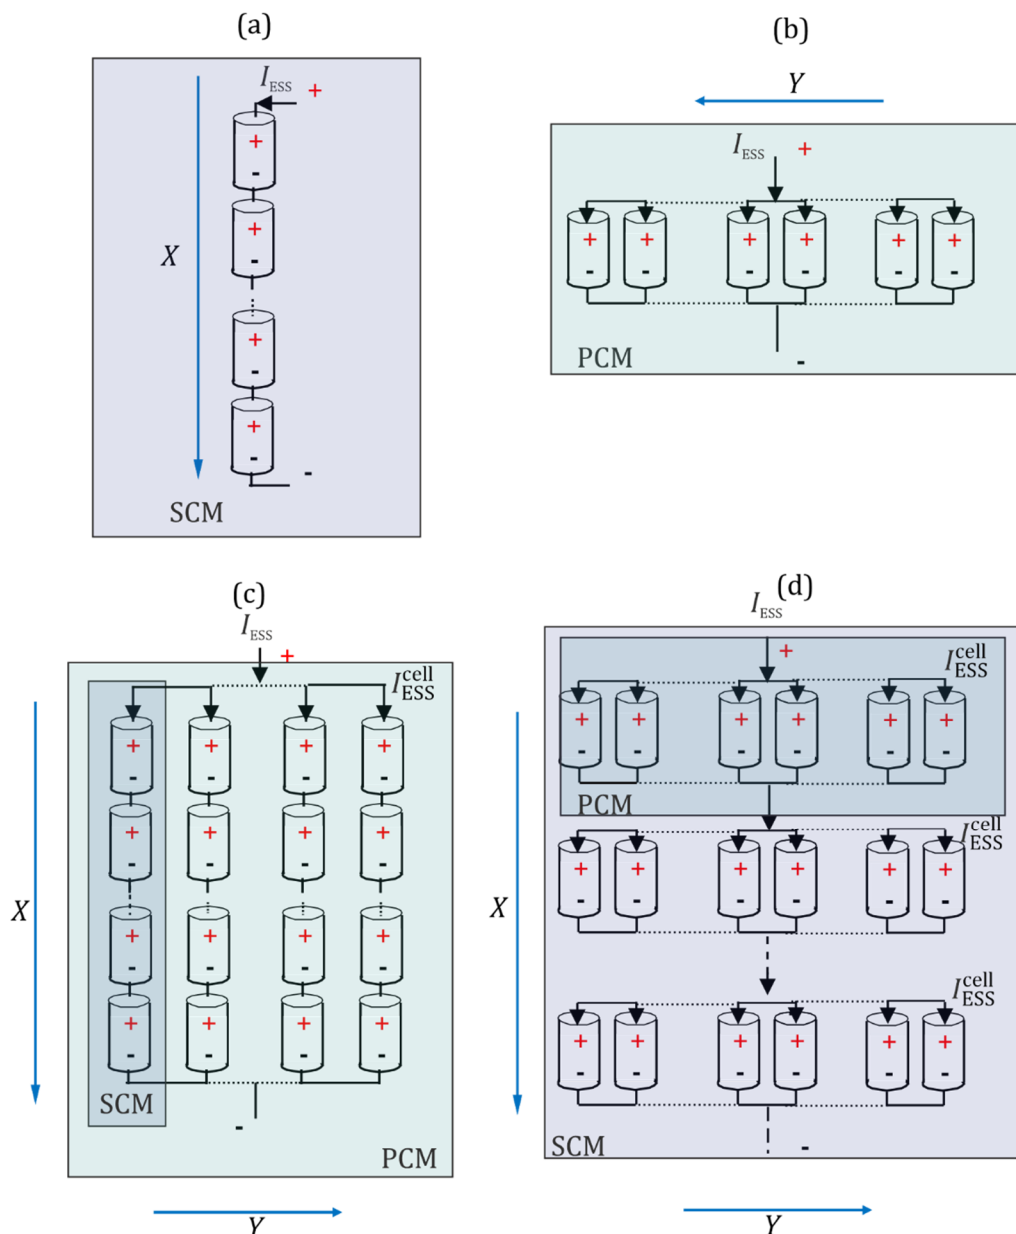 (a)
I_ESS +
+
-
+
-
X
+
-
+
-
-
SCM
(b)
Y
I_ESS +
+ + + + + +
- - - - - -
PCM
-
(c)
I_ESS
+
I_ESS^cell
+ + + +
- - - -
+ + + +
- - - -
X
+ + + +
- - - -
+ + + +
- - - -
SCM
-
PCM
Y
(d)
I_ESS
+
I_ESS^cell
+ + + + + +
- - - - - -
PCM
I_ESS^cell
+ + + + + +
- - - - - -
X
I_ESS^cell
+ + + + + +
- - - - - -
SCM
-
Y